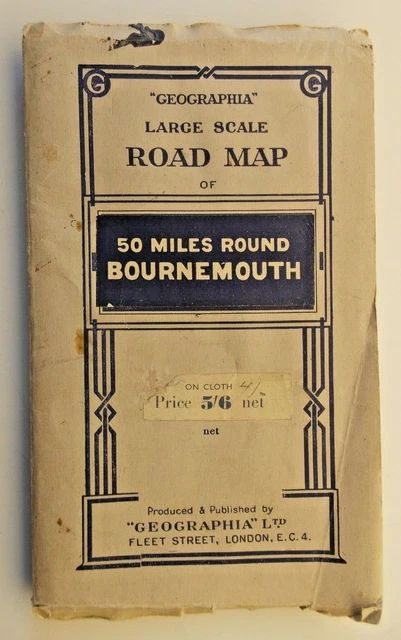 G G
"GEOGRAPHIA"
LARGE SCALE
ROAD MAP
OF
50 MILES ROUND
BOURNEMOUTH
ON CLOTH 4/
Price 5/6 net
net
Produced & Published by
"GEOGRAPHIA" LTD
FLEET STREET, LONDON, E.C.4.